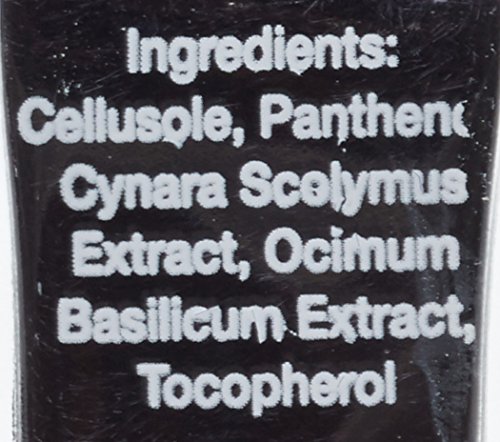 Ingredients:
Cellusole, Panthenc
Cynara Scolymus
Extract, Ocimum
Basilicum Extract,
Tocopherol